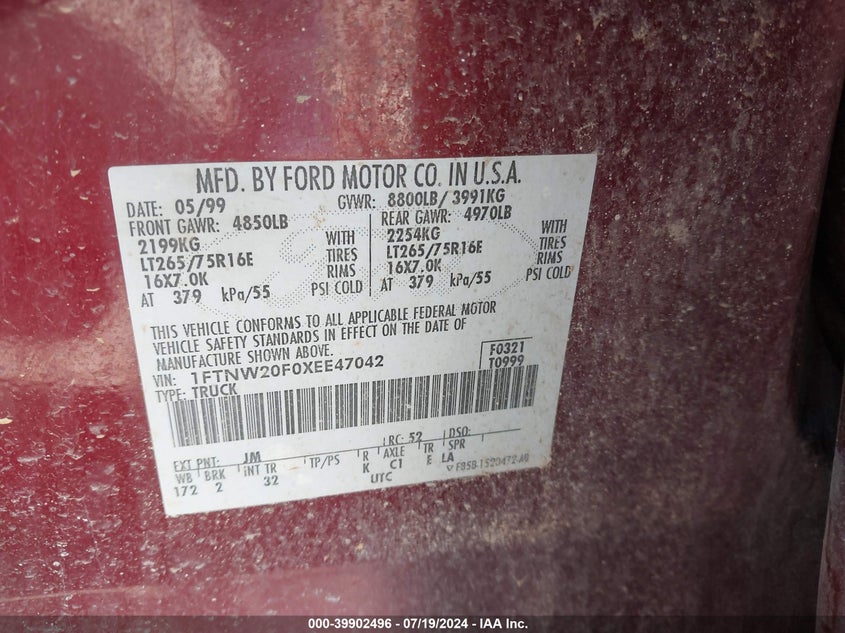 MFD. BY FORD MOTOR CO. IN U.S.A.
DATE: 05/99 GVWR: 8800LB/ 3991KG
FRONT GAWR: 4850LB REAR GAWR: 4970LB
2199KG WITH 2254KG WITH
LT265/75R16E TIRES LT265/75R16E TIRES
16X7.0K RIMS 16X7.0K RIMS
AT 379 kPa/55 PSI COLD AT 379 kPa/55 PSI COLD
THIS VEHICLE CONFORMS TO ALL APPLICABLE FEDERAL MOTOR
VEHICLE SAFETY STANDARDS IN EFFECT ON THE DATE OF
MANUFACTURE SHOWN ABOVE.
VIN: 1FTNW20F0XEE47042 F0321
TYPE: TRUCK T0999
EXT PNT: JM RC: 52 DSO:
WB BRK INT TR TP/PS R AXLE TR SPR
172 2 32 K C1 E LA
UTC F85B-1520472-AB
000-39902496 - 07/19/2024 - IAA Inc.